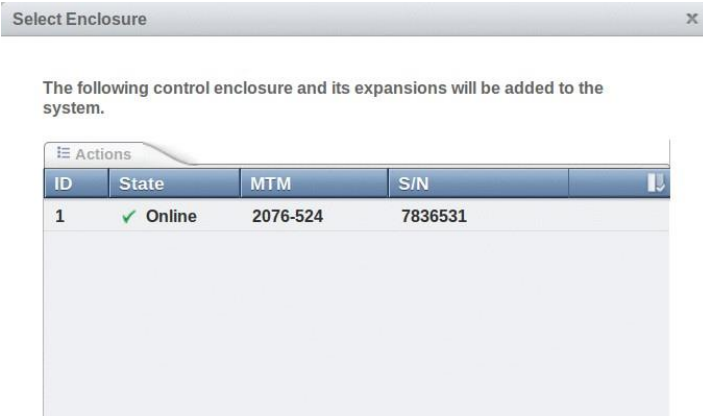 Select Enclosure
The following control enclosure and its expansions will be added to the
system.
Actions
ID State MTM S/N
1 Online 2076-524 7836531